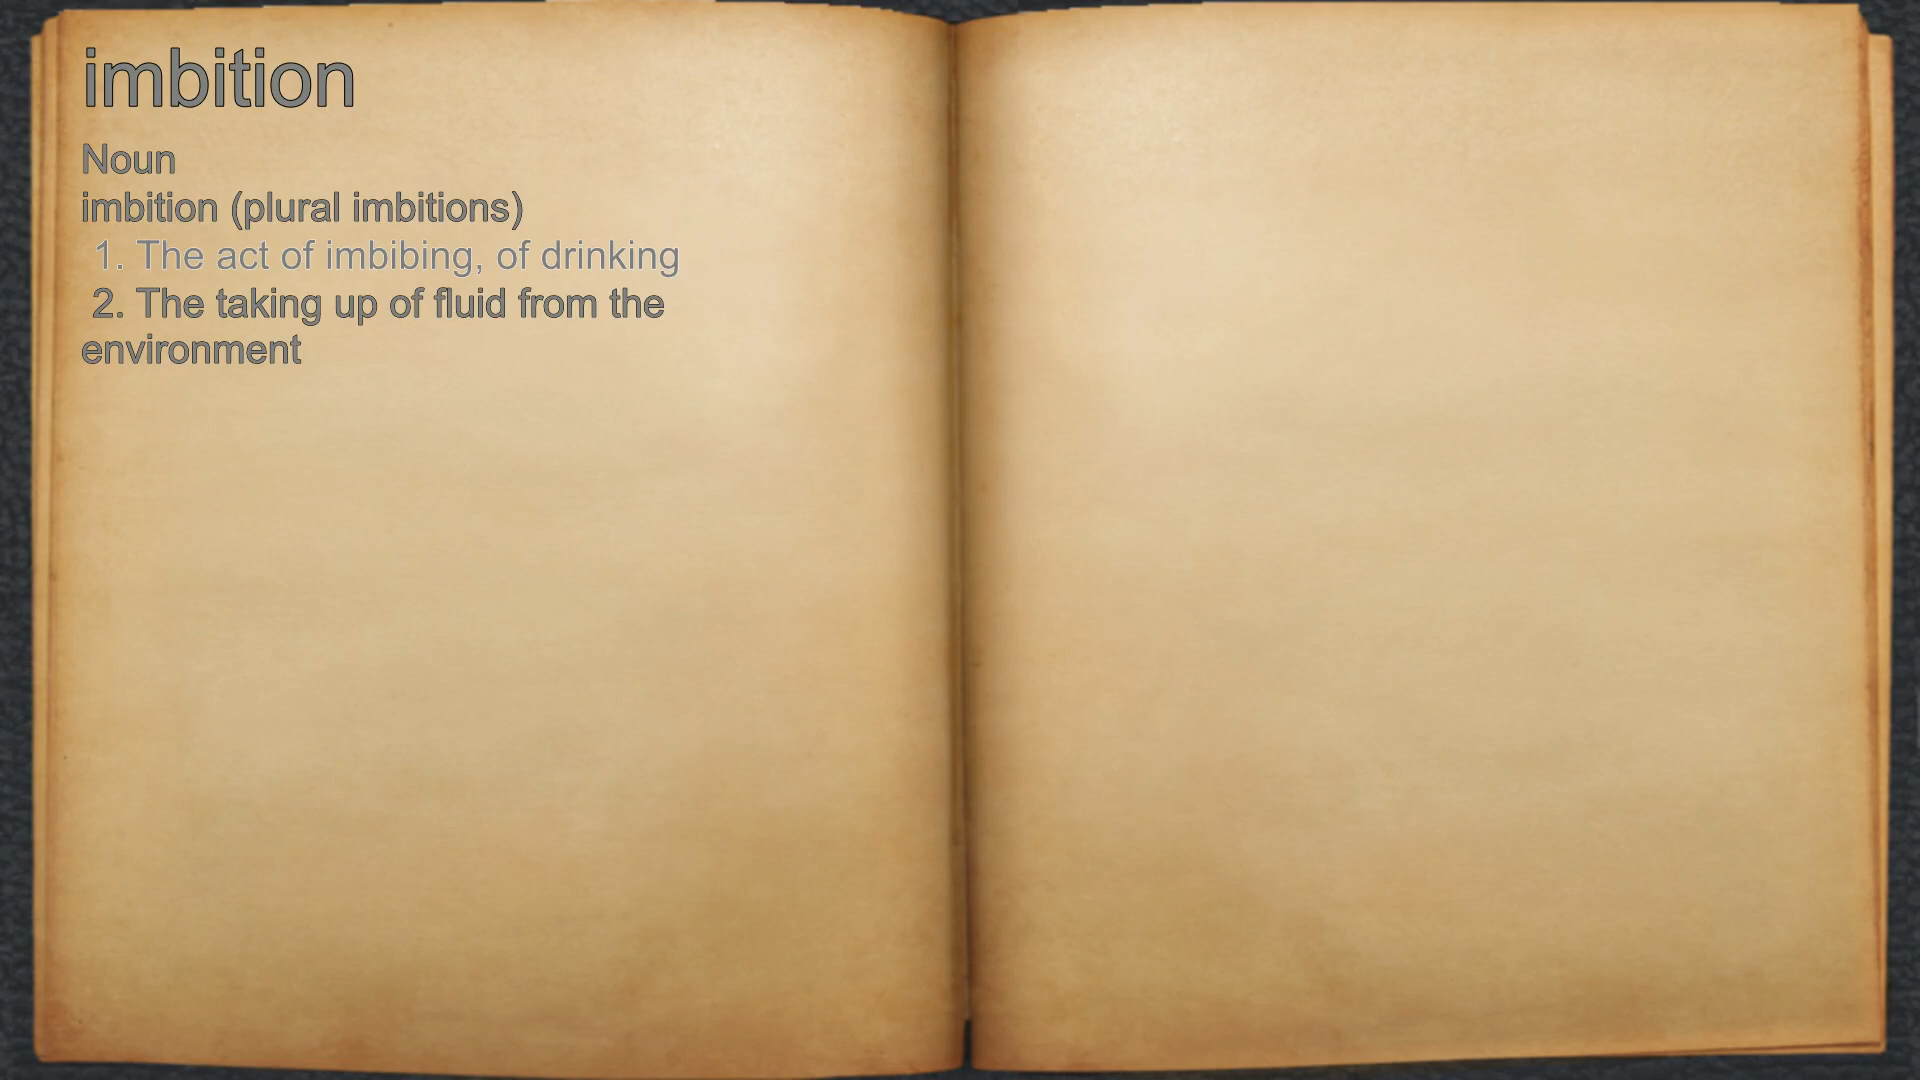 imbition
Noun
imbition (plural imbitions)
1. The act of imbibing, of drinking
2. The taking up of fluid from the
environment